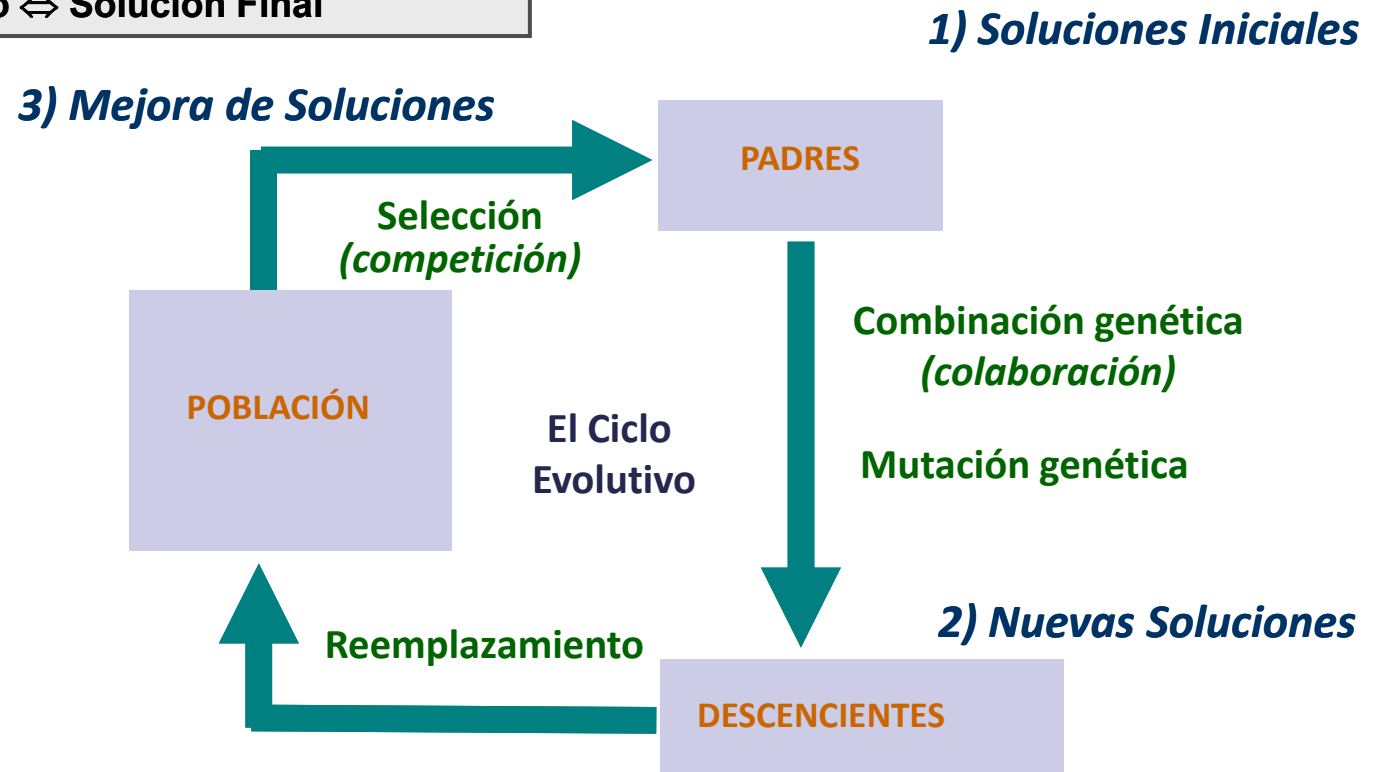 ⇔ Solución Final
1) Soluciones Iniciales
3) Mejora de Soluciones
PADRES
Selección
(competición)
Combinación genética
(colaboración)
POBLACIÓN
El Ciclo
Evolutivo
Mutación genética
2) Nuevas Soluciones
Reemplazamiento
DESCENCIENTES